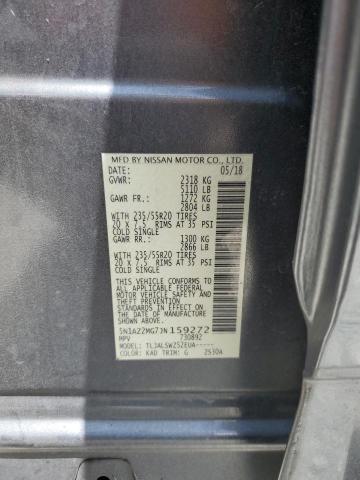 MFD BY NISSAN MOTOR CO., LTD.
DATE: 05/18
GVWR: 2318 KG
5110 LB
GAWR FR.: 1272 KG
2804 LB
WITH 235/55R20 TIRES
20 X 7.5 RIMS AT 35 PSI
COLD SINGLE
GAWR RR.: 1300 KG
2866 LB
WITH 235/55R20 TIRES
20 X 7.5 RIMS AT 35 PSI
COLD SINGLE
THIS VEHICLE CONFORMS TO ALL
APPLICABLE U.S. FEDERAL
MOTOR VEHICLE SAFETY
STANDARDS IN EFFECT ON THE
DATE OF MANUFACTURE SHOWN
ABOVE.
5N1AZ2MG7JN159272
MPV 730892
MODEL: TLJALSWZ52EUA-----
COLOR: KAD TRIM: G 2530A